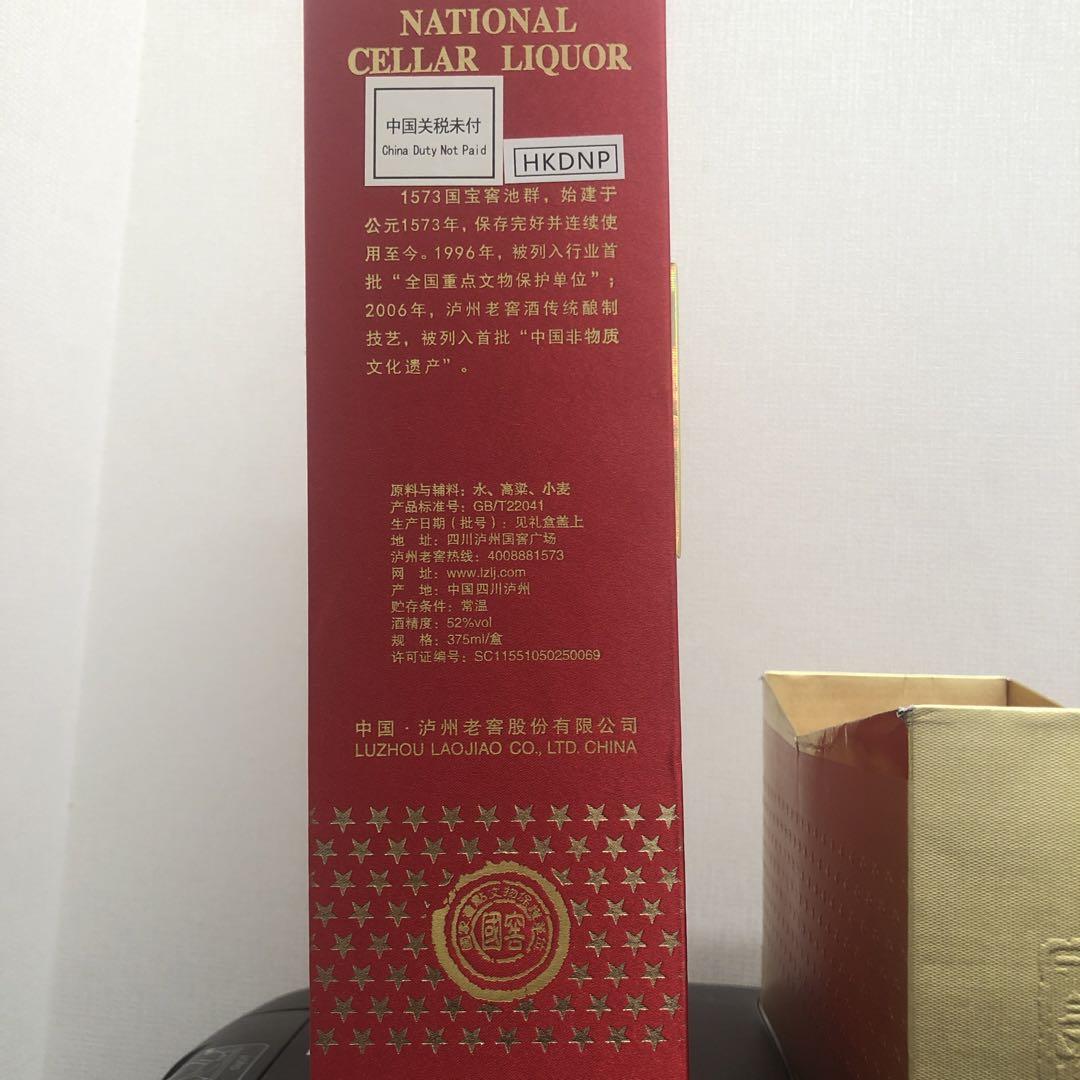 NATIONAL
CELLAR LIQUOR
中国关税未付
China Duty Not Paid
HKDNP
1573国宝窖池群，始建于
公元1573年，保存完好并连续使
用至今。1996年，被列入行业首
批“全国重点文物保护单位”；
2006年，泸州老窖酒传统酿制
技艺，被列入首批“中国非物质
文化遗产”。
原料与辅料：水、高粱、小麦
产品标准号：GB/T22041
生产日期（批号）：见礼盒盖上
地 址：四川泸州国窖广场
泸州老窖热线：4008881573
网 址：www.lzlj.com
产 地：中国四川泸州
贮存条件：常温
酒精度：52%vol
规 格：375ml/盒
许可证编号：SC11551050250069
中国·泸州老窖股份有限公司
LUZHOU LAOJIAO CO., LTD. CHINA
國窖